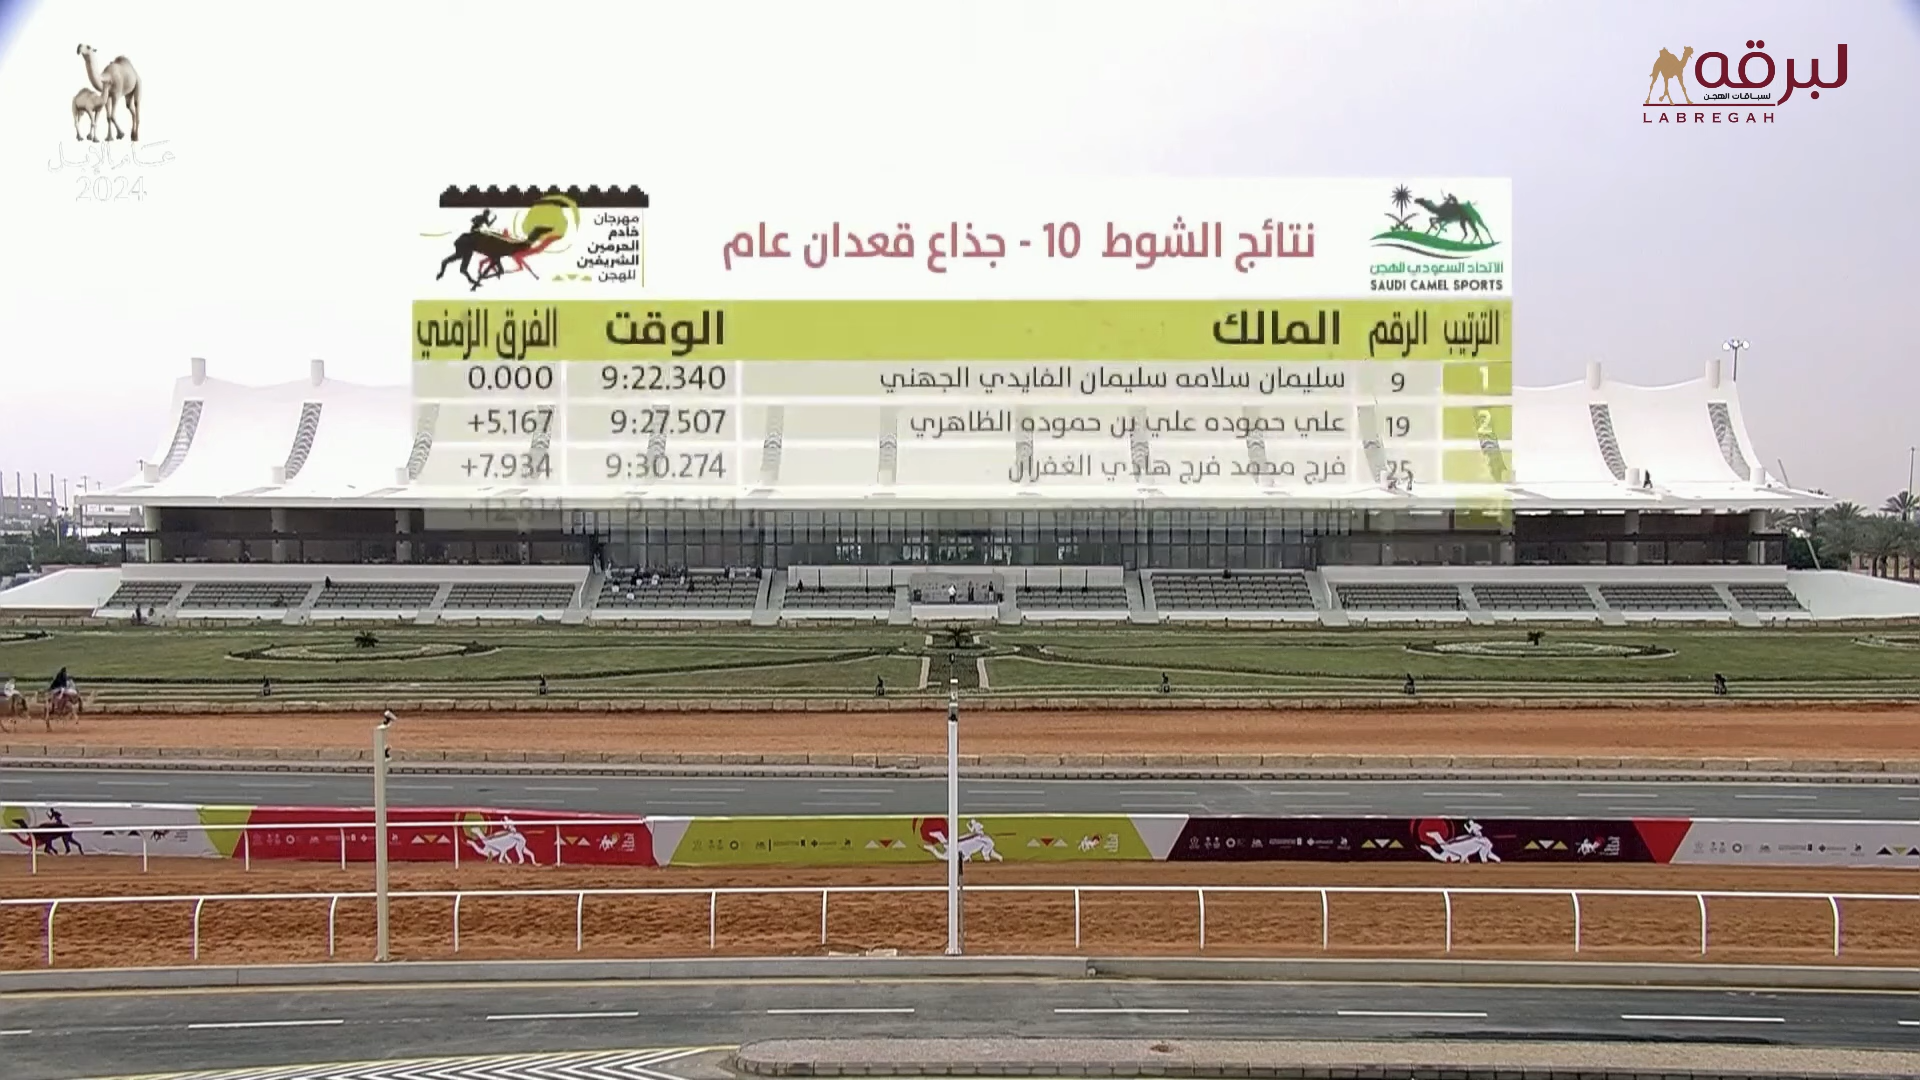 لبرقه
لسباقات الهجن
LABREGAH
عام الإبل
2024
مهرجان
خادم
الحرمين
الشريفين
للهجن
نتائج الشوط 10 - جذاع قعدان عام
الاتحاد السعودي للهجن
SAUDI CAMEL SPORTS
الترتيب الرقم المالك الوقت الفرق الزمني
1 9 سليمان سلامه سليمان الفايدي الجهني 9:22.340 0.000
2 19 علي حموده علي بن حموده الظاهري 9:27.507 +5.167
25 فرج محمد فرج هادي الغفران 9:30.274 +7.934